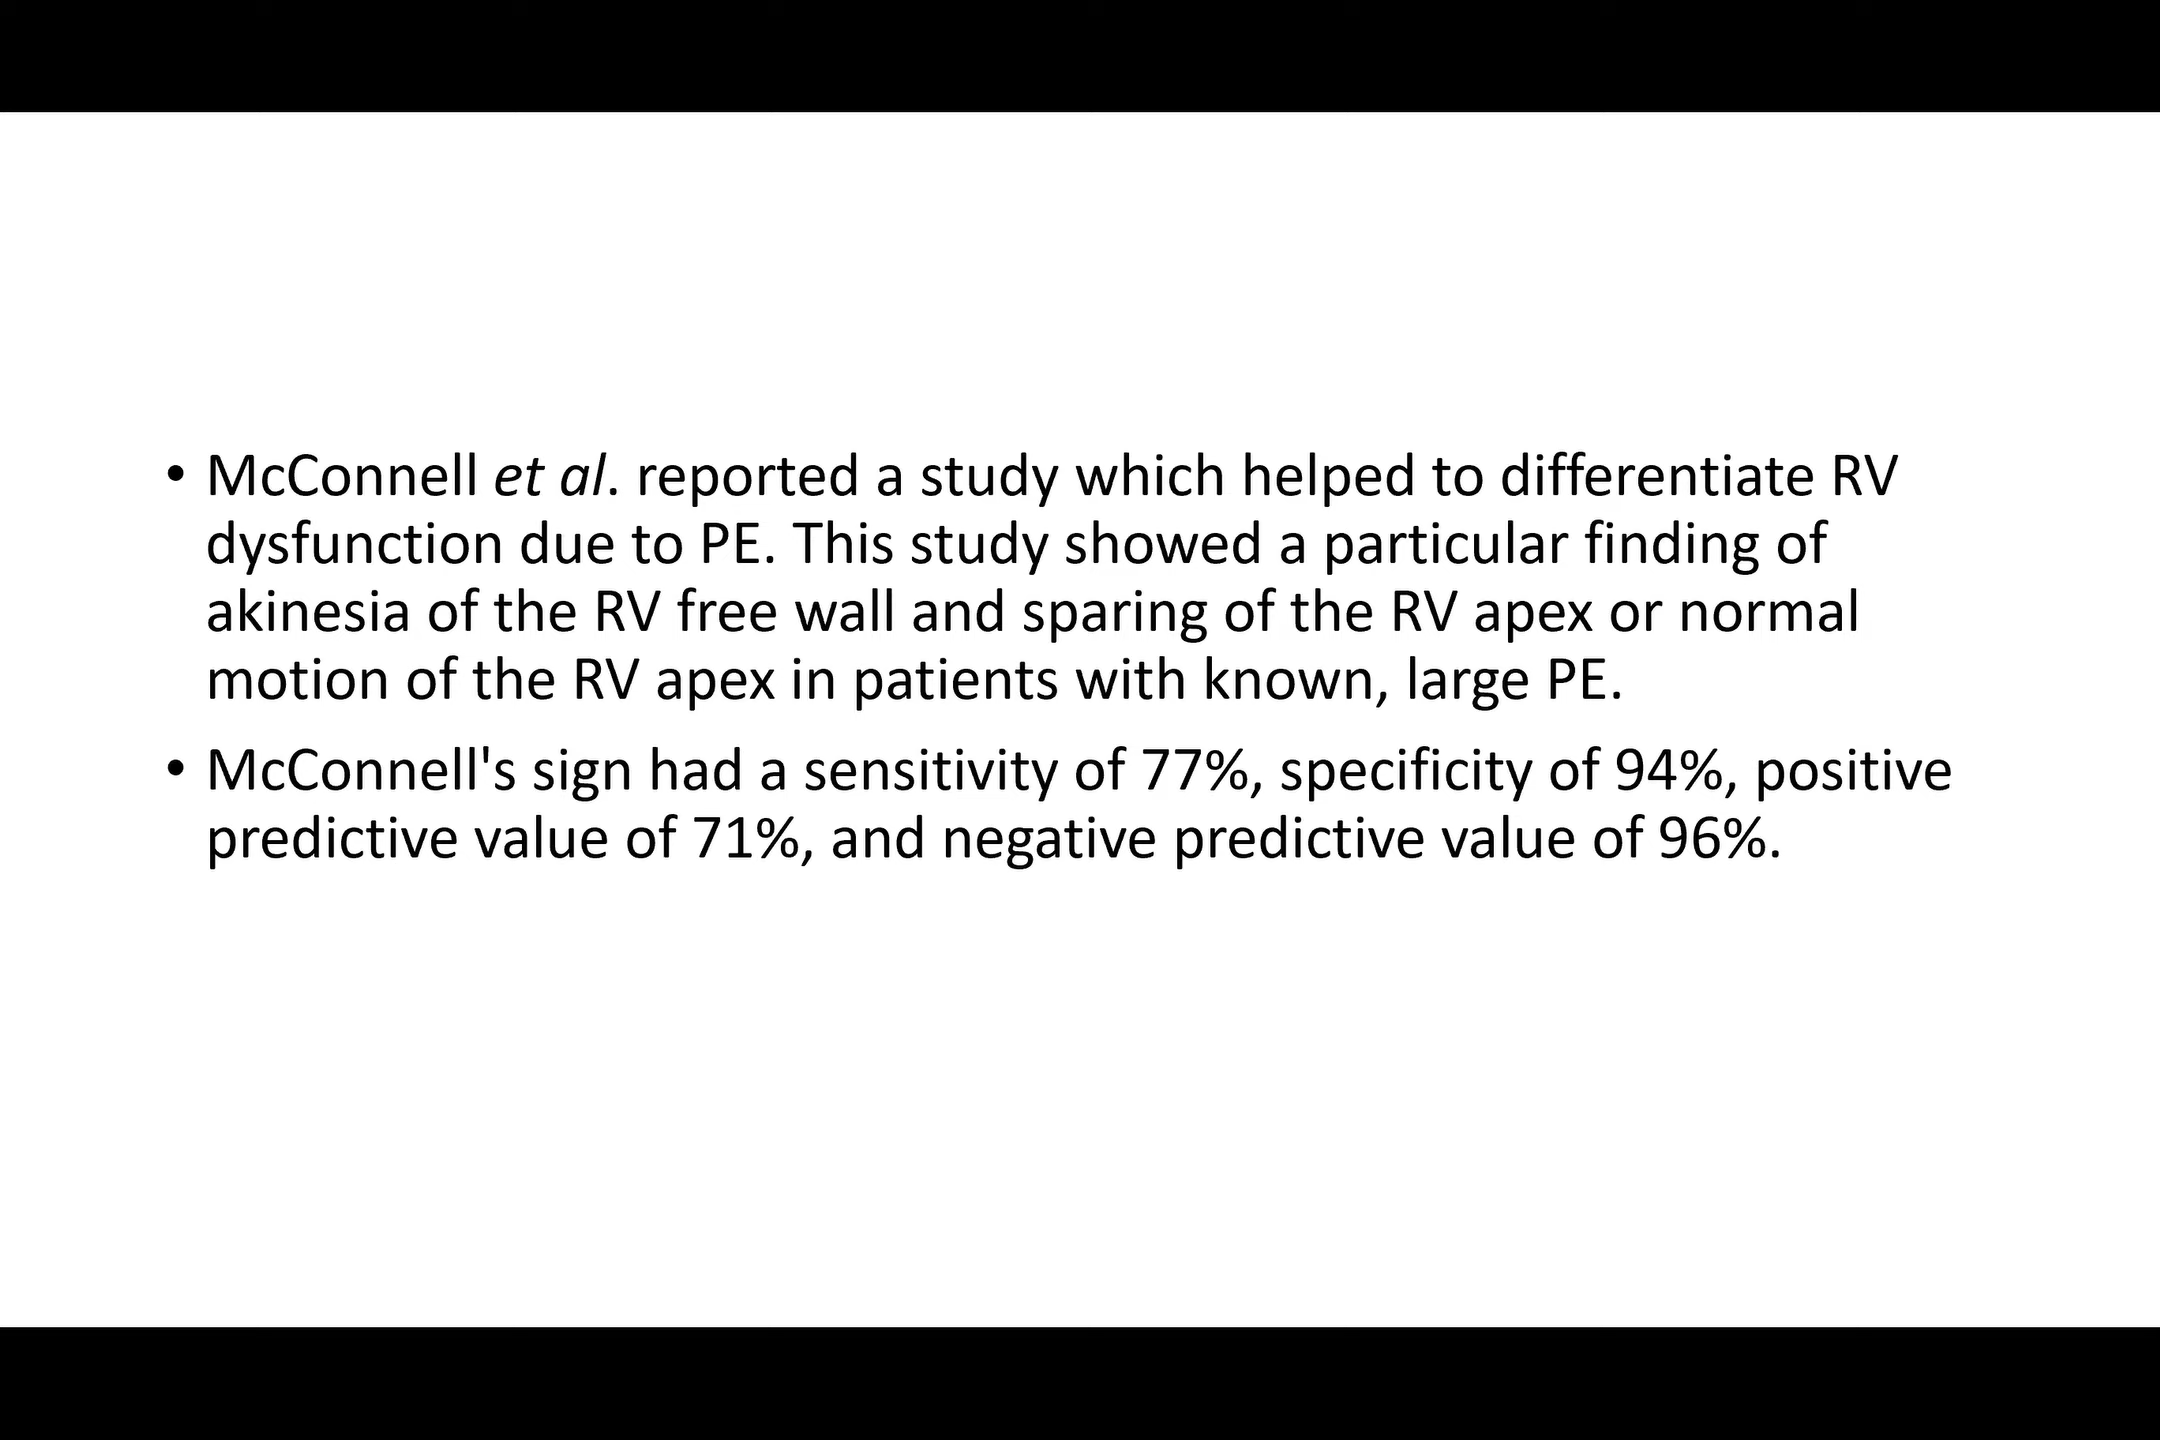 • McConnell et al. reported a study which helped to differentiate RV
dysfunction due to PE. This study showed a particular finding of
akinesia of the RV free wall and sparing of the RV apex or normal
motion of the RV apex in patients with known, large PE.
• McConnell's sign had a sensitivity of 77%, specificity of 94%, positive
predictive value of 71%, and negative predictive value of 96%.